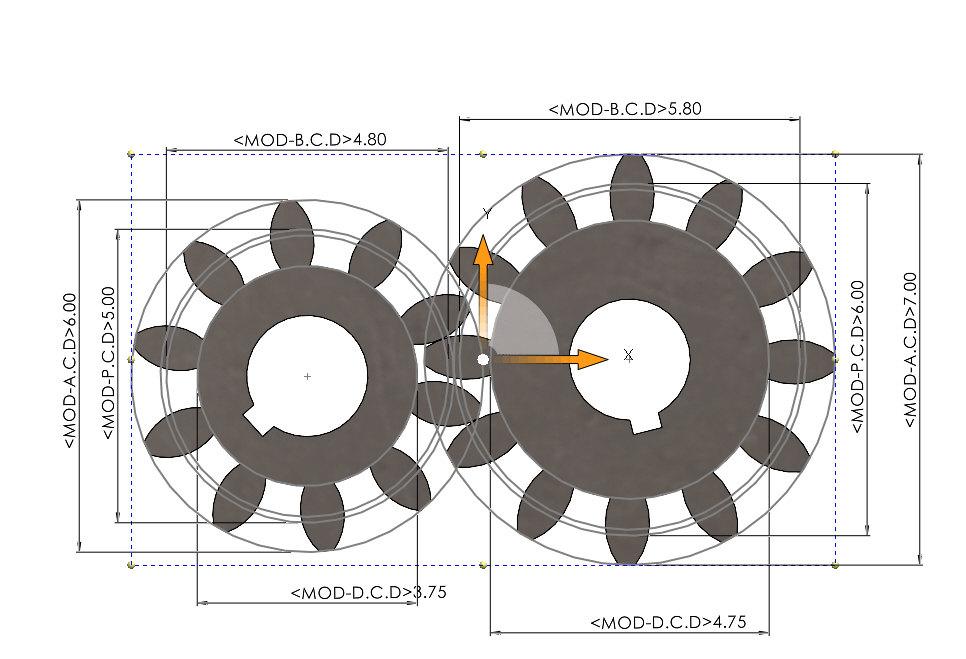 <MOD-B.C.D>5.80
<MOD-B.C.D>4.80
Y
X
<MOD-A.C.D>6.00
<MOD-P.C.D>5.00
<MOD-P.C.D>6.00
<MOD-A.C.D>7.00
<MOD-D.C.D>3.75
<MOD-D.C.D>4.75